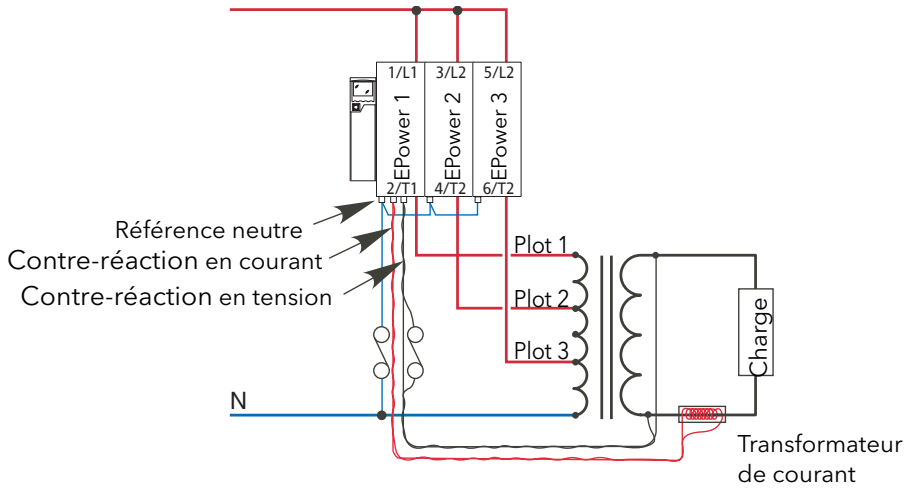 1/L1
3/L2
5/L2
EPower 1
EPower 2
EPower 3
2/T1
4/T2
6/T2
Référence neutre
Contre-réaction en courant
Contre-réaction en tension
Plot 1
Plot 2
Plot 3
Charge
N
Transformateur
de courant